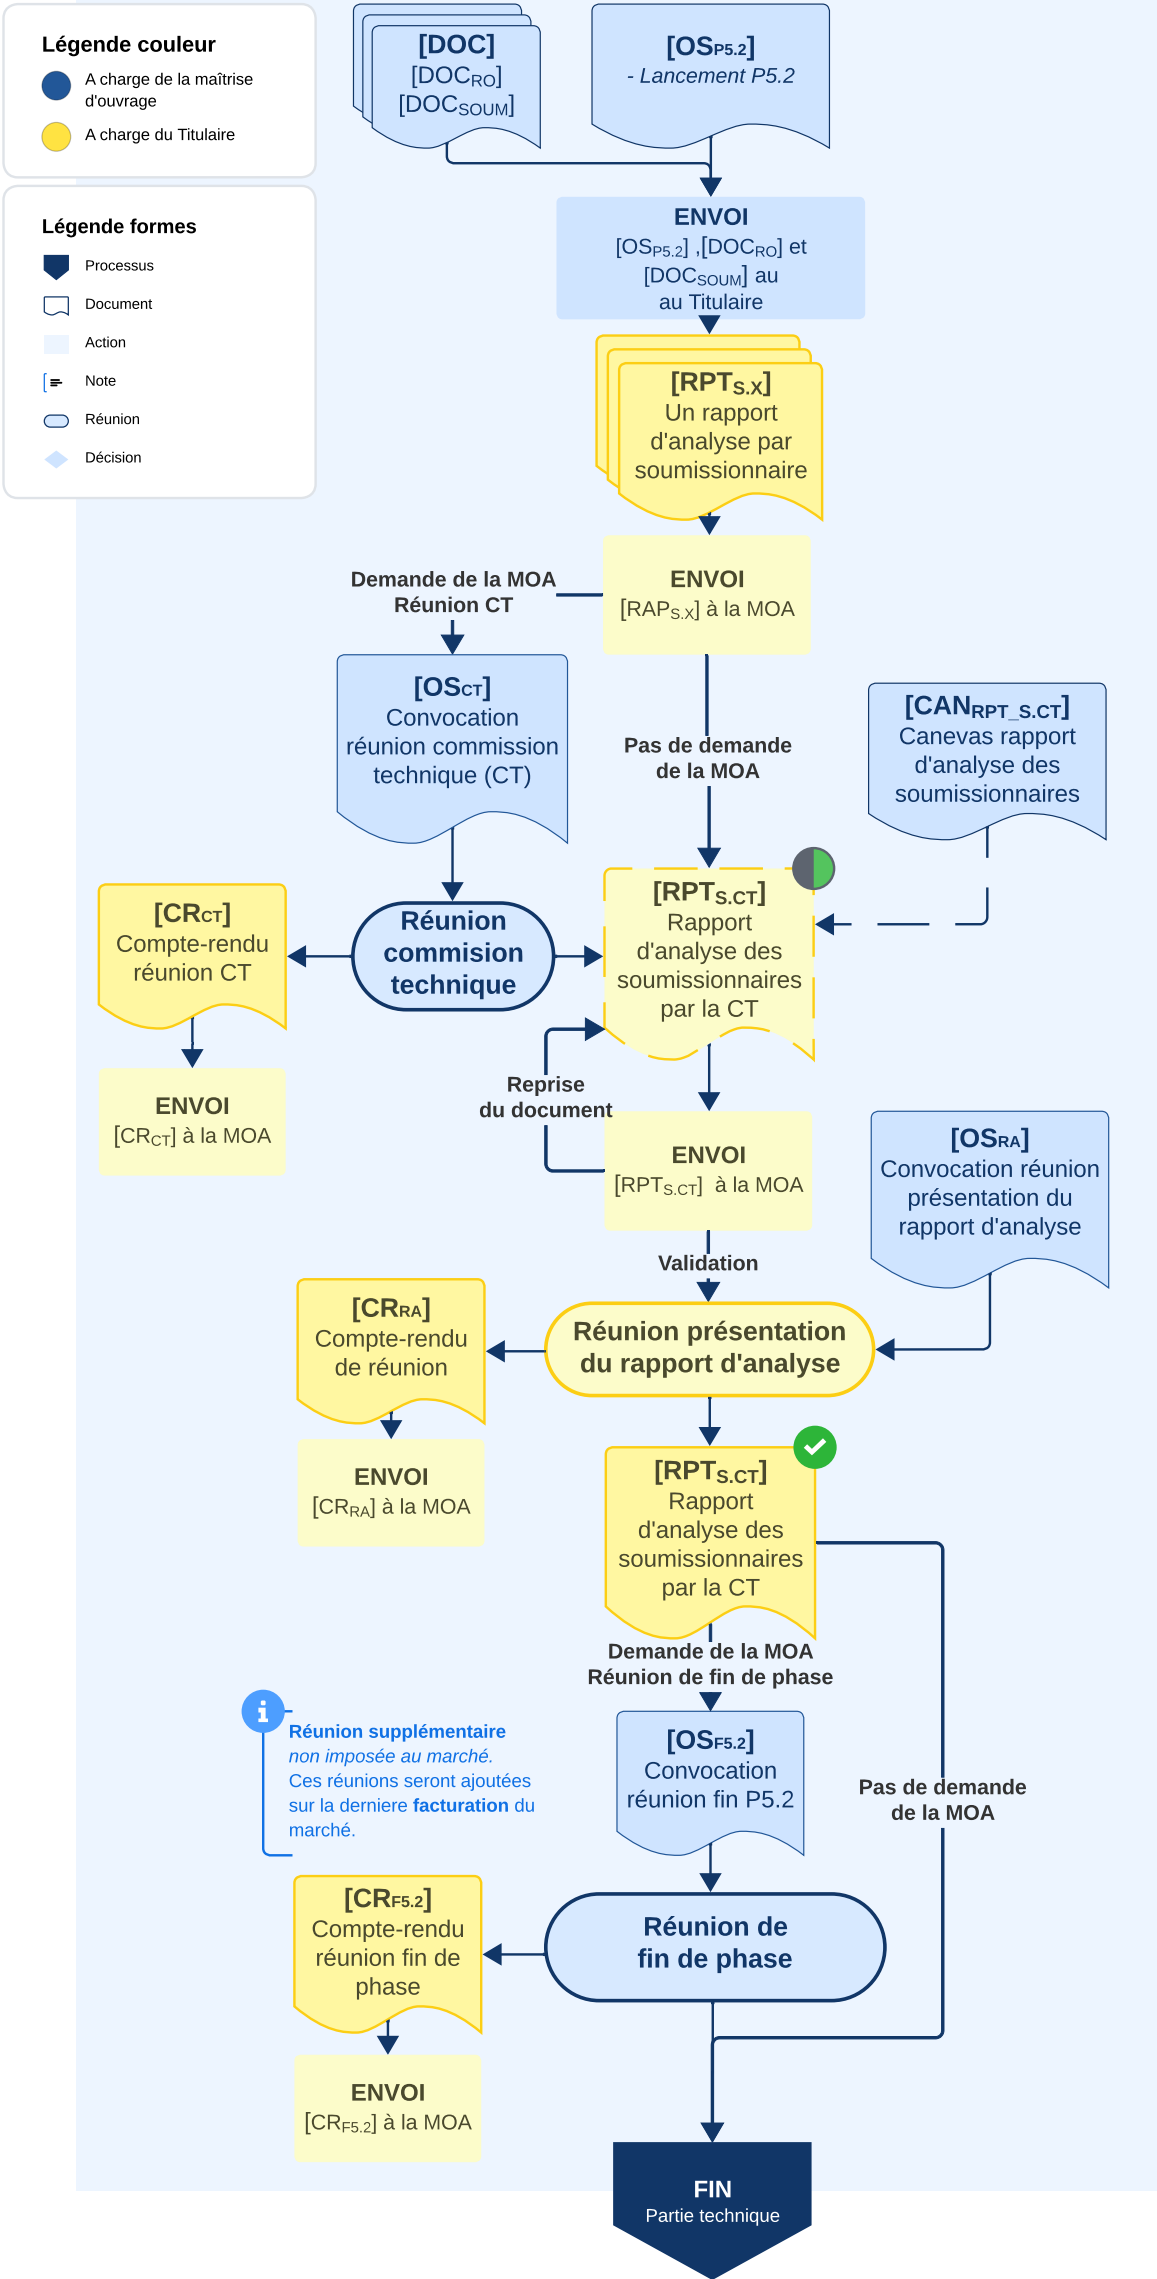 Légende couleur
A charge de la maîtrise
d'ouvrage
A charge du Titulaire
Légende formes
Processus
Document
Action
Note
Réunion
Décision
[DOC]
[DOCRO]
[DOCSOUM]
[OSP5.2]
- Lancement P5.2
ENVOI
[OSP5.2] ,[DOCRO] et
[DOCSOUM] au
au Titulaire
[RPTS.X]
Un rapport
d'analyse par
soumissionnaire
ENVOI
[RAPS.X] à la MOA
Demande de la MOA
Réunion CT
[OSCT]
Convocation
réunion commission
technique (CT)
Pas de demande
de la MOA
[CANRPT_S.CT]
Canevas rapport
d'analyse des
soumissionnaires
[CRCT]
Compte-rendu
réunion CT
Réunion
commision
technique
[RPTS.CT]
Rapport
d'analyse des
soumissionnaires
par la CT
ENVOI
[CRCT] à la MOA
Reprise
du document
ENVOI
[RPTS.CT]  à la MOA
[OSRA]
Convocation réunion
présentation du
rapport d'analyse
Validation
[CRRA]
Compte-rendu
de réunion
Réunion présentation
du rapport d'analyse
ENVOI
[CRRA] à la MOA
[RPTS.CT]
Rapport
d'analyse des
soumissionnaires
par la CT
Demande de la MOA
Réunion de fin de phase
Réunion supplémentaire
non imposée au marché.
Ces réunions seront ajoutées
sur la derniere facturation du
marché.
[OSF5.2]
Convocation
réunion fin P5.2
Pas de demande
de la MOA
[CRF5.2]
Compte-rendu
réunion fin de
phase
Réunion de
fin de phase
ENVOI
[CRF5.2] à la MOA
FIN
Partie technique